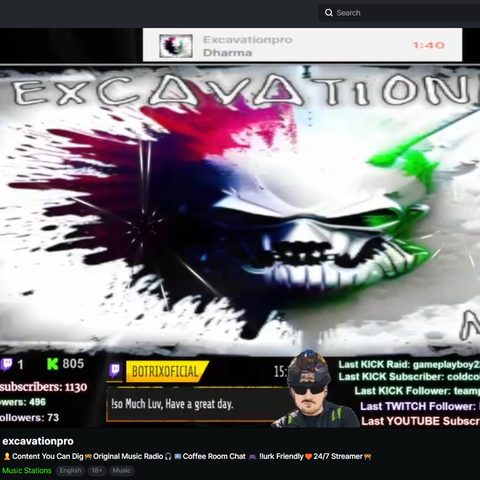 Search
Excavationpro
Dharma
1:40
EXCAVATION
1
805
BOTRIXOFICIAL
15:
subscribers: 1130
owers: 496
ollowers: 73
!so Much Luv, Have a great day.
Last KICK Raid: gameplayboy2
Last KICK Subscriber: coldco
Last KICK Follower: teamp
Last TWITCH Follower:
Last YOUTUBE Subscr
excavationpro
Content You Can Dig Original Music Radio Coffee Room Chat !lurk Friendly 24/7 Streamer
Music Stations English 18+ Music